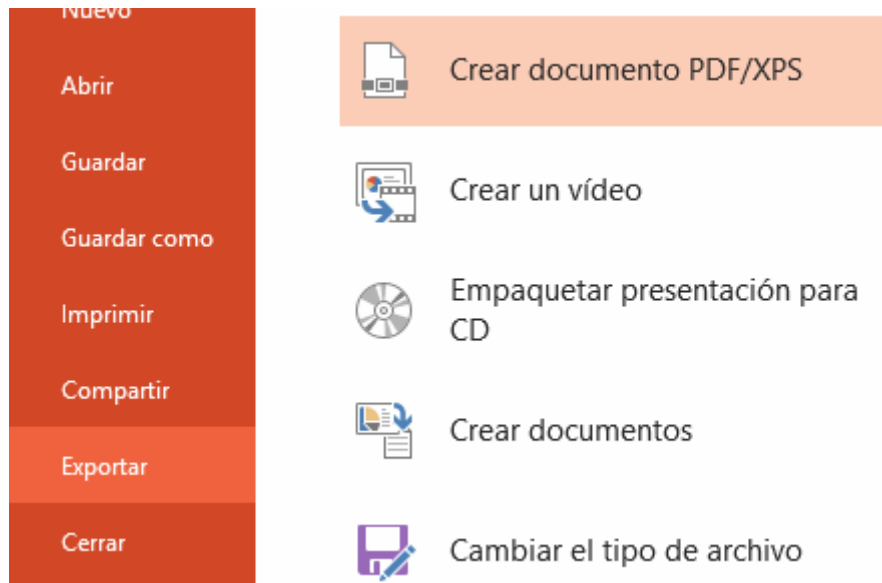 Nuevo
Abrir
Guardar
Guardar como
Imprimir
Compartir
Exportar
Cerrar
Crear documento PDF/XPS
Crear un vídeo
Empaquetar presentación para
CD
Crear documentos
Cambiar el tipo de archivo